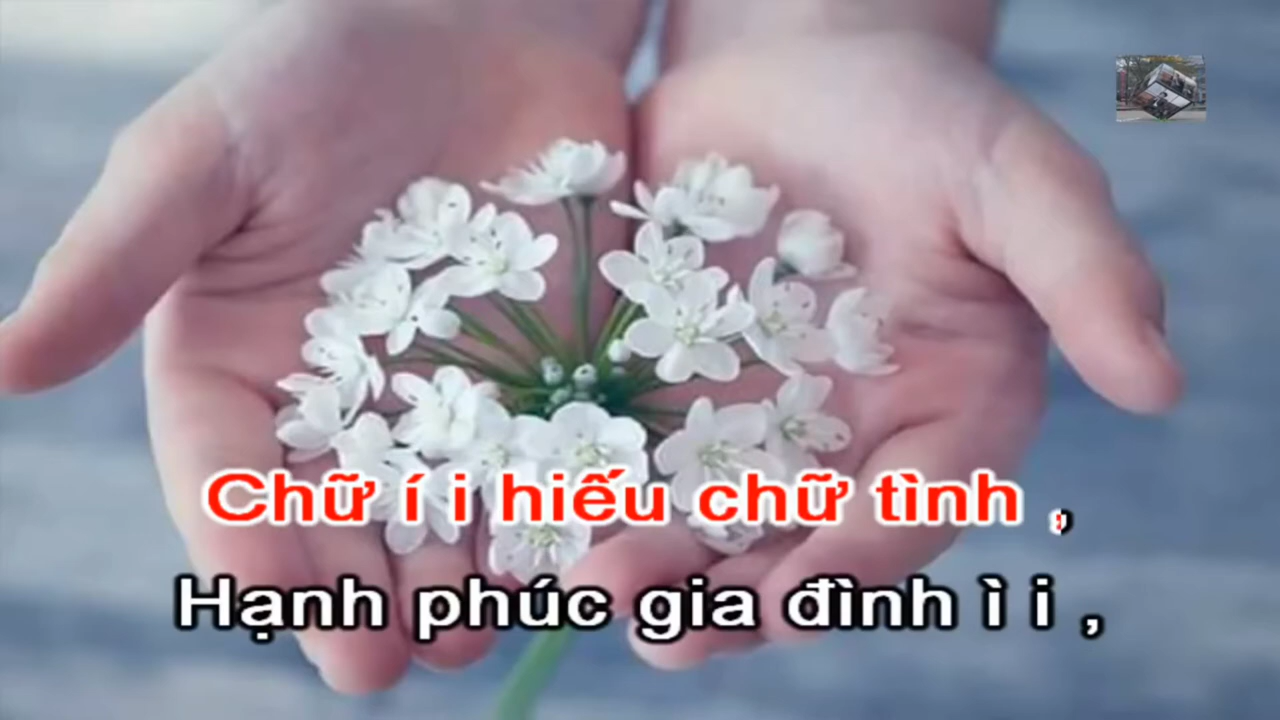 Chữ í i hiếu chữ tình ,
Hạnh phúc gia đình ì i ,